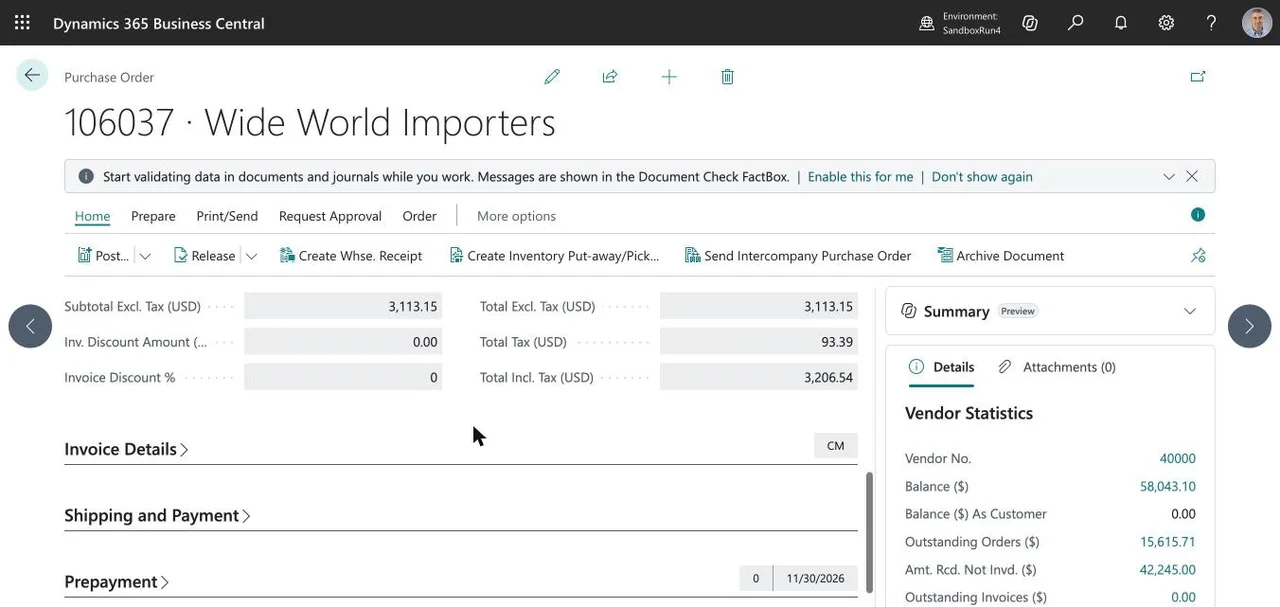 Dynamics 365 Business Central
Environment:
SandboxRun4
Purchase Order
106037 · Wide World Importers
Start validating data in documents and journals while you work. Messages are shown in the Document Check FactBox. | Enable this for me | Don't show again
Home Prepare Print/Send Request Approval Order More options
Post... Release Create Whse. Receipt Create Inventory Put-away/Pick... Send Intercompany Purchase Order Archive Document
Subtotal Excl. Tax (USD) 3,113.15 Total Excl. Tax (USD) 3,113.15
Inv. Discount Amount (... 0.00 Total Tax (USD) 93.39
Invoice Discount % 0 Total Incl. Tax (USD) 3,206.54
Invoice Details CM
Shipping and Payment
Prepayment 0 11/30/2026
Summary Preview
Details Attachments (0)
Vendor Statistics
Vendor No. 40000
Balance ($) 58,043.10
Balance ($) As Customer 0.00
Outstanding Orders ($) 15,615.71
Amt. Rcd. Not Invd. ($) 42,245.00
Outstanding Invoices ($) 0.00